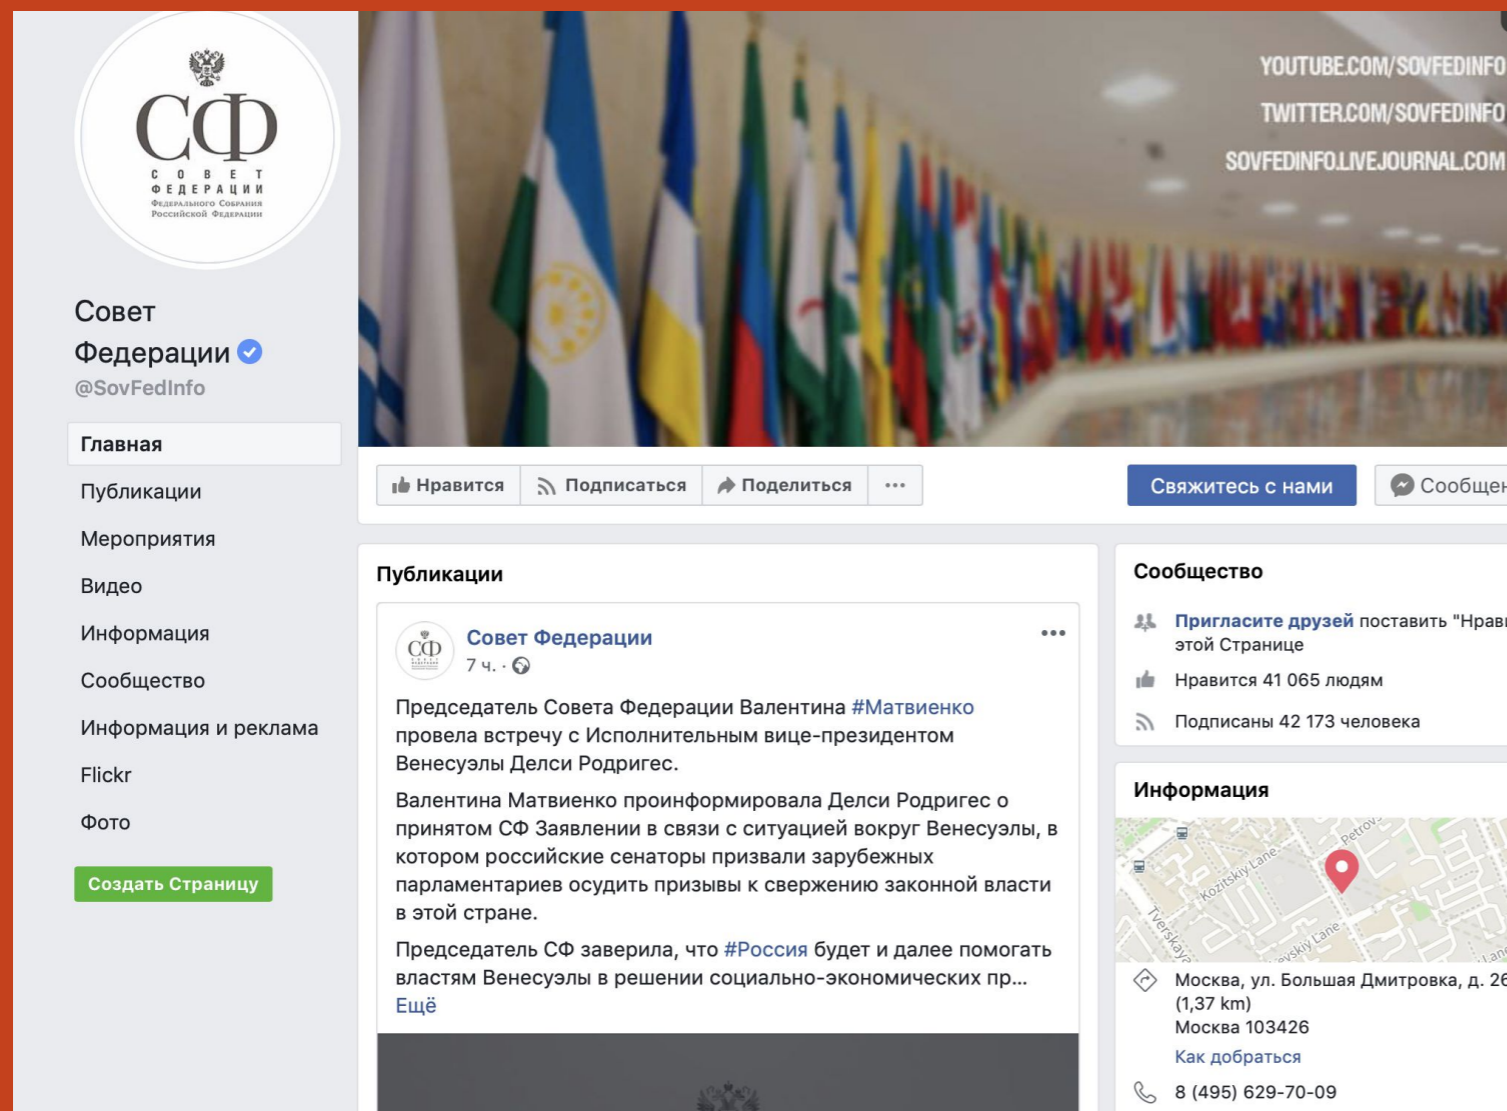 СФ
СОВЕТ
ФЕДЕРАЦИИ
Федерального Собрания
Российской Федерации
Совет
Федерации
@SovFedInfo
Главная
Публикации
Мероприятия
Видео
Информация
Сообщество
Информация и реклама
Flickr
Фото
Создать Страницу
YOUTUBE.COM/SOVFEDINFO
TWITTER.COM/SOVFEDINFO
SOVFEDINFO.LIVEJOURNAL.COM
Нравится Подписаться Поделиться ...
Свяжитесь с нами
Публикации
СФ
Совет Федерации
7 ч. ·
Председатель Совета Федерации Валентина #Матвиенко
провела встречу с Исполнительным вице-президентом
Венесуэлы Делси Родригес.
Валентина Матвиенко проинформировала Делси Родригес о
принятом СФ Заявлении в связи с ситуацией вокруг Венесуэлы, в
котором российские сенаторы призвали зарубежных
парламентариев осудить призывы к свержению законной власти
в этой стране.
Председатель СФ заверила, что #Россия будет и далее помогать
властям Венесуэлы в решении социально-экономических пр...
Ещё
Сообщество
Пригласите друзей поставить "Нрав
этой Странице
Нравится 41 065 людям
Подписаны 42 173 человека
Информация
Kozitskiy Lane
Petrov
Tverskaya
Москва, ул. Большая Дмитровка, д. 26
(1,37 km)
Москва 103426
Как добраться
8 (495) 629-70-09